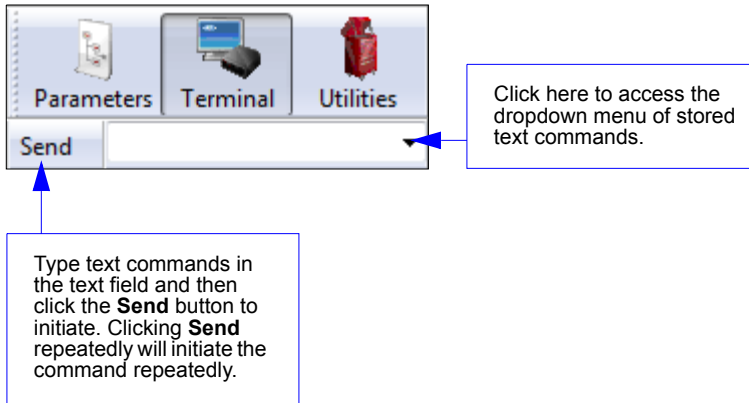 Parameters Terminal Utilities
Send
Click here to access the
dropdown menu of stored
text commands.
Type text commands in
the text field and then
click the Send button to
initiate. Clicking Send
repeatedly will initiate the
command repeatedly.